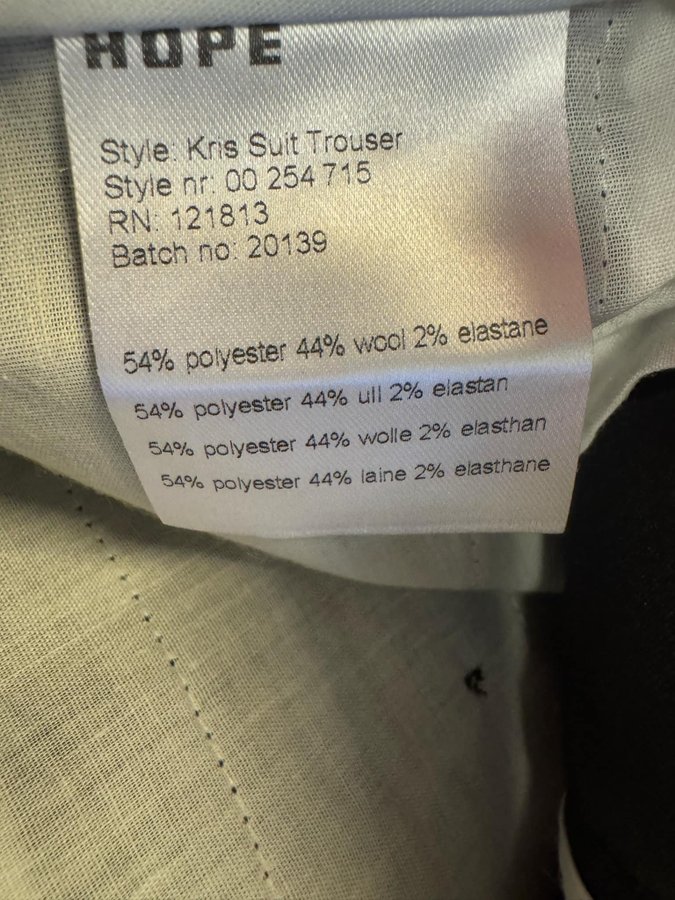 HOPE
Style: Kris Suit Trouser
Style nr: 00 254 715
RN: 121813
Batch no: 20139
54% polyester 44% wool 2% elastane
54% polyester 44% ull 2% elastan
54% polyester 44% wolle 2% elasthan
54% polyester 44% laine 2% elasthane